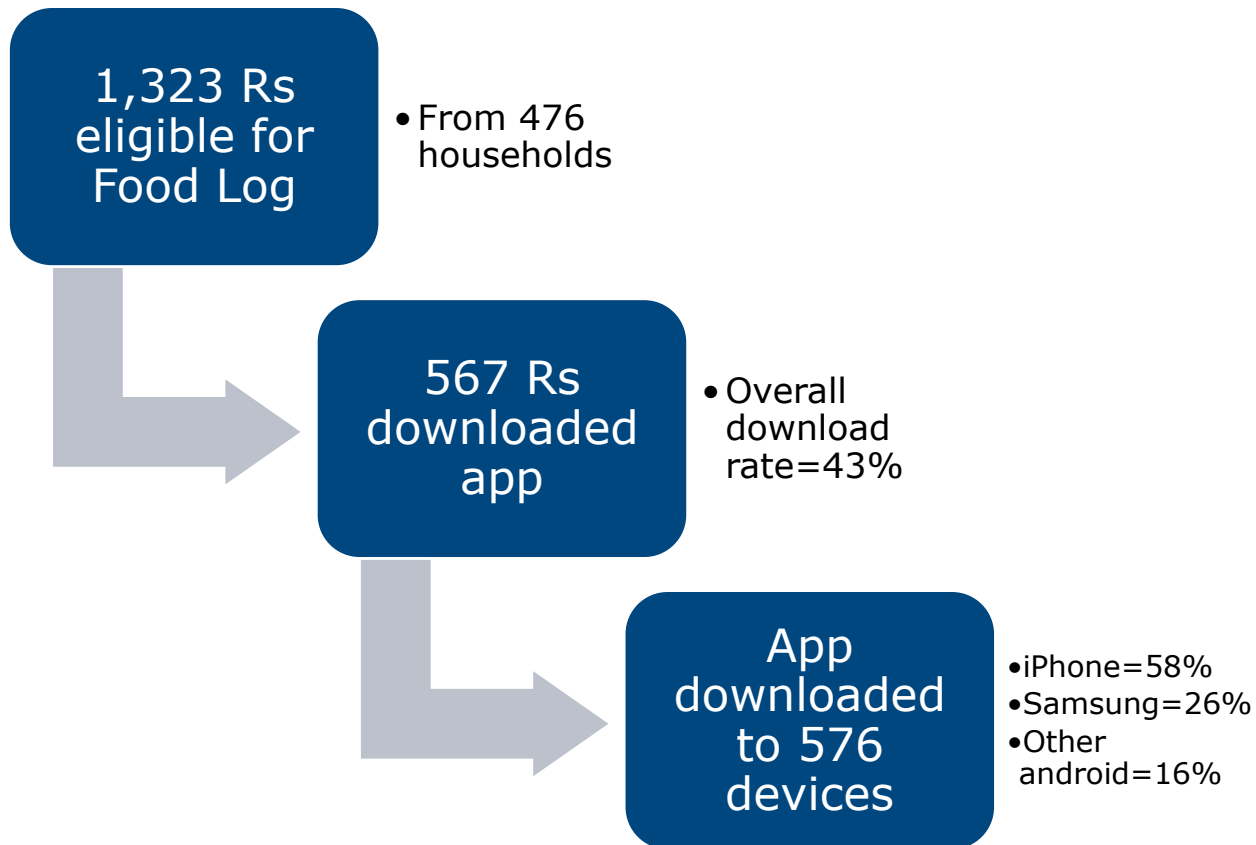 1,323 Rs
eligible for
Food Log
• From 476
households
567 Rs
downloaded
app
• Overall
download
rate=43%
App
downloaded
to 576
devices
•iPhone=58%
•Samsung=26%
•Other
android=16%